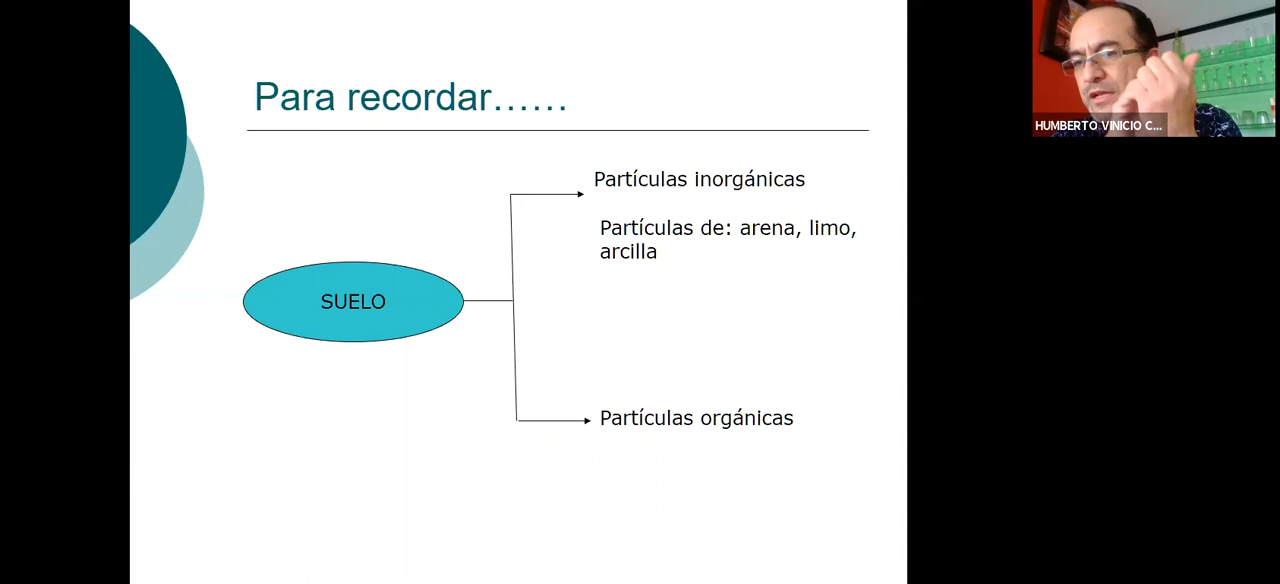 Para recordar……
Partículas inorgánicas
Partículas de: arena, limo,
arcilla
SUELO
Partículas orgánicas
HUMBERTO VINICIO C...